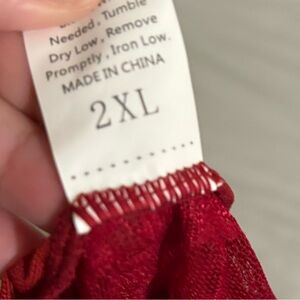 Needed, Tumble
Dry Low, Remove
Promptly, Iron Low.
MADE IN CHINA
2XL